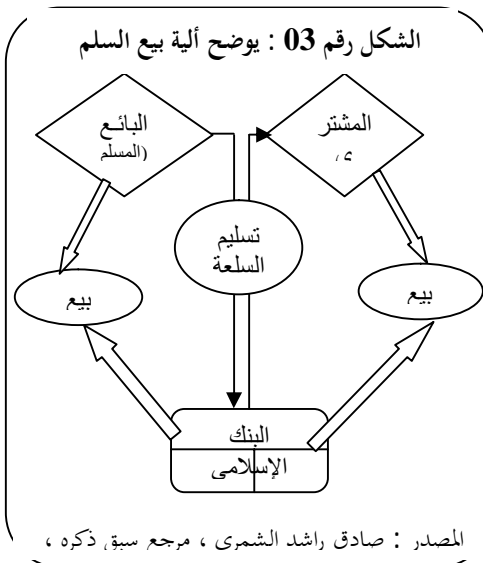 الشكل رقم 03 : يوضح ألية بيع السلم
المشتر
ي
البائع
(المسلم
تسليم
السلعة
بيع
بيع
البنك
الإسلامي
المصدر : صادق راشد الشمري ، مرجع سبق ذكره ،